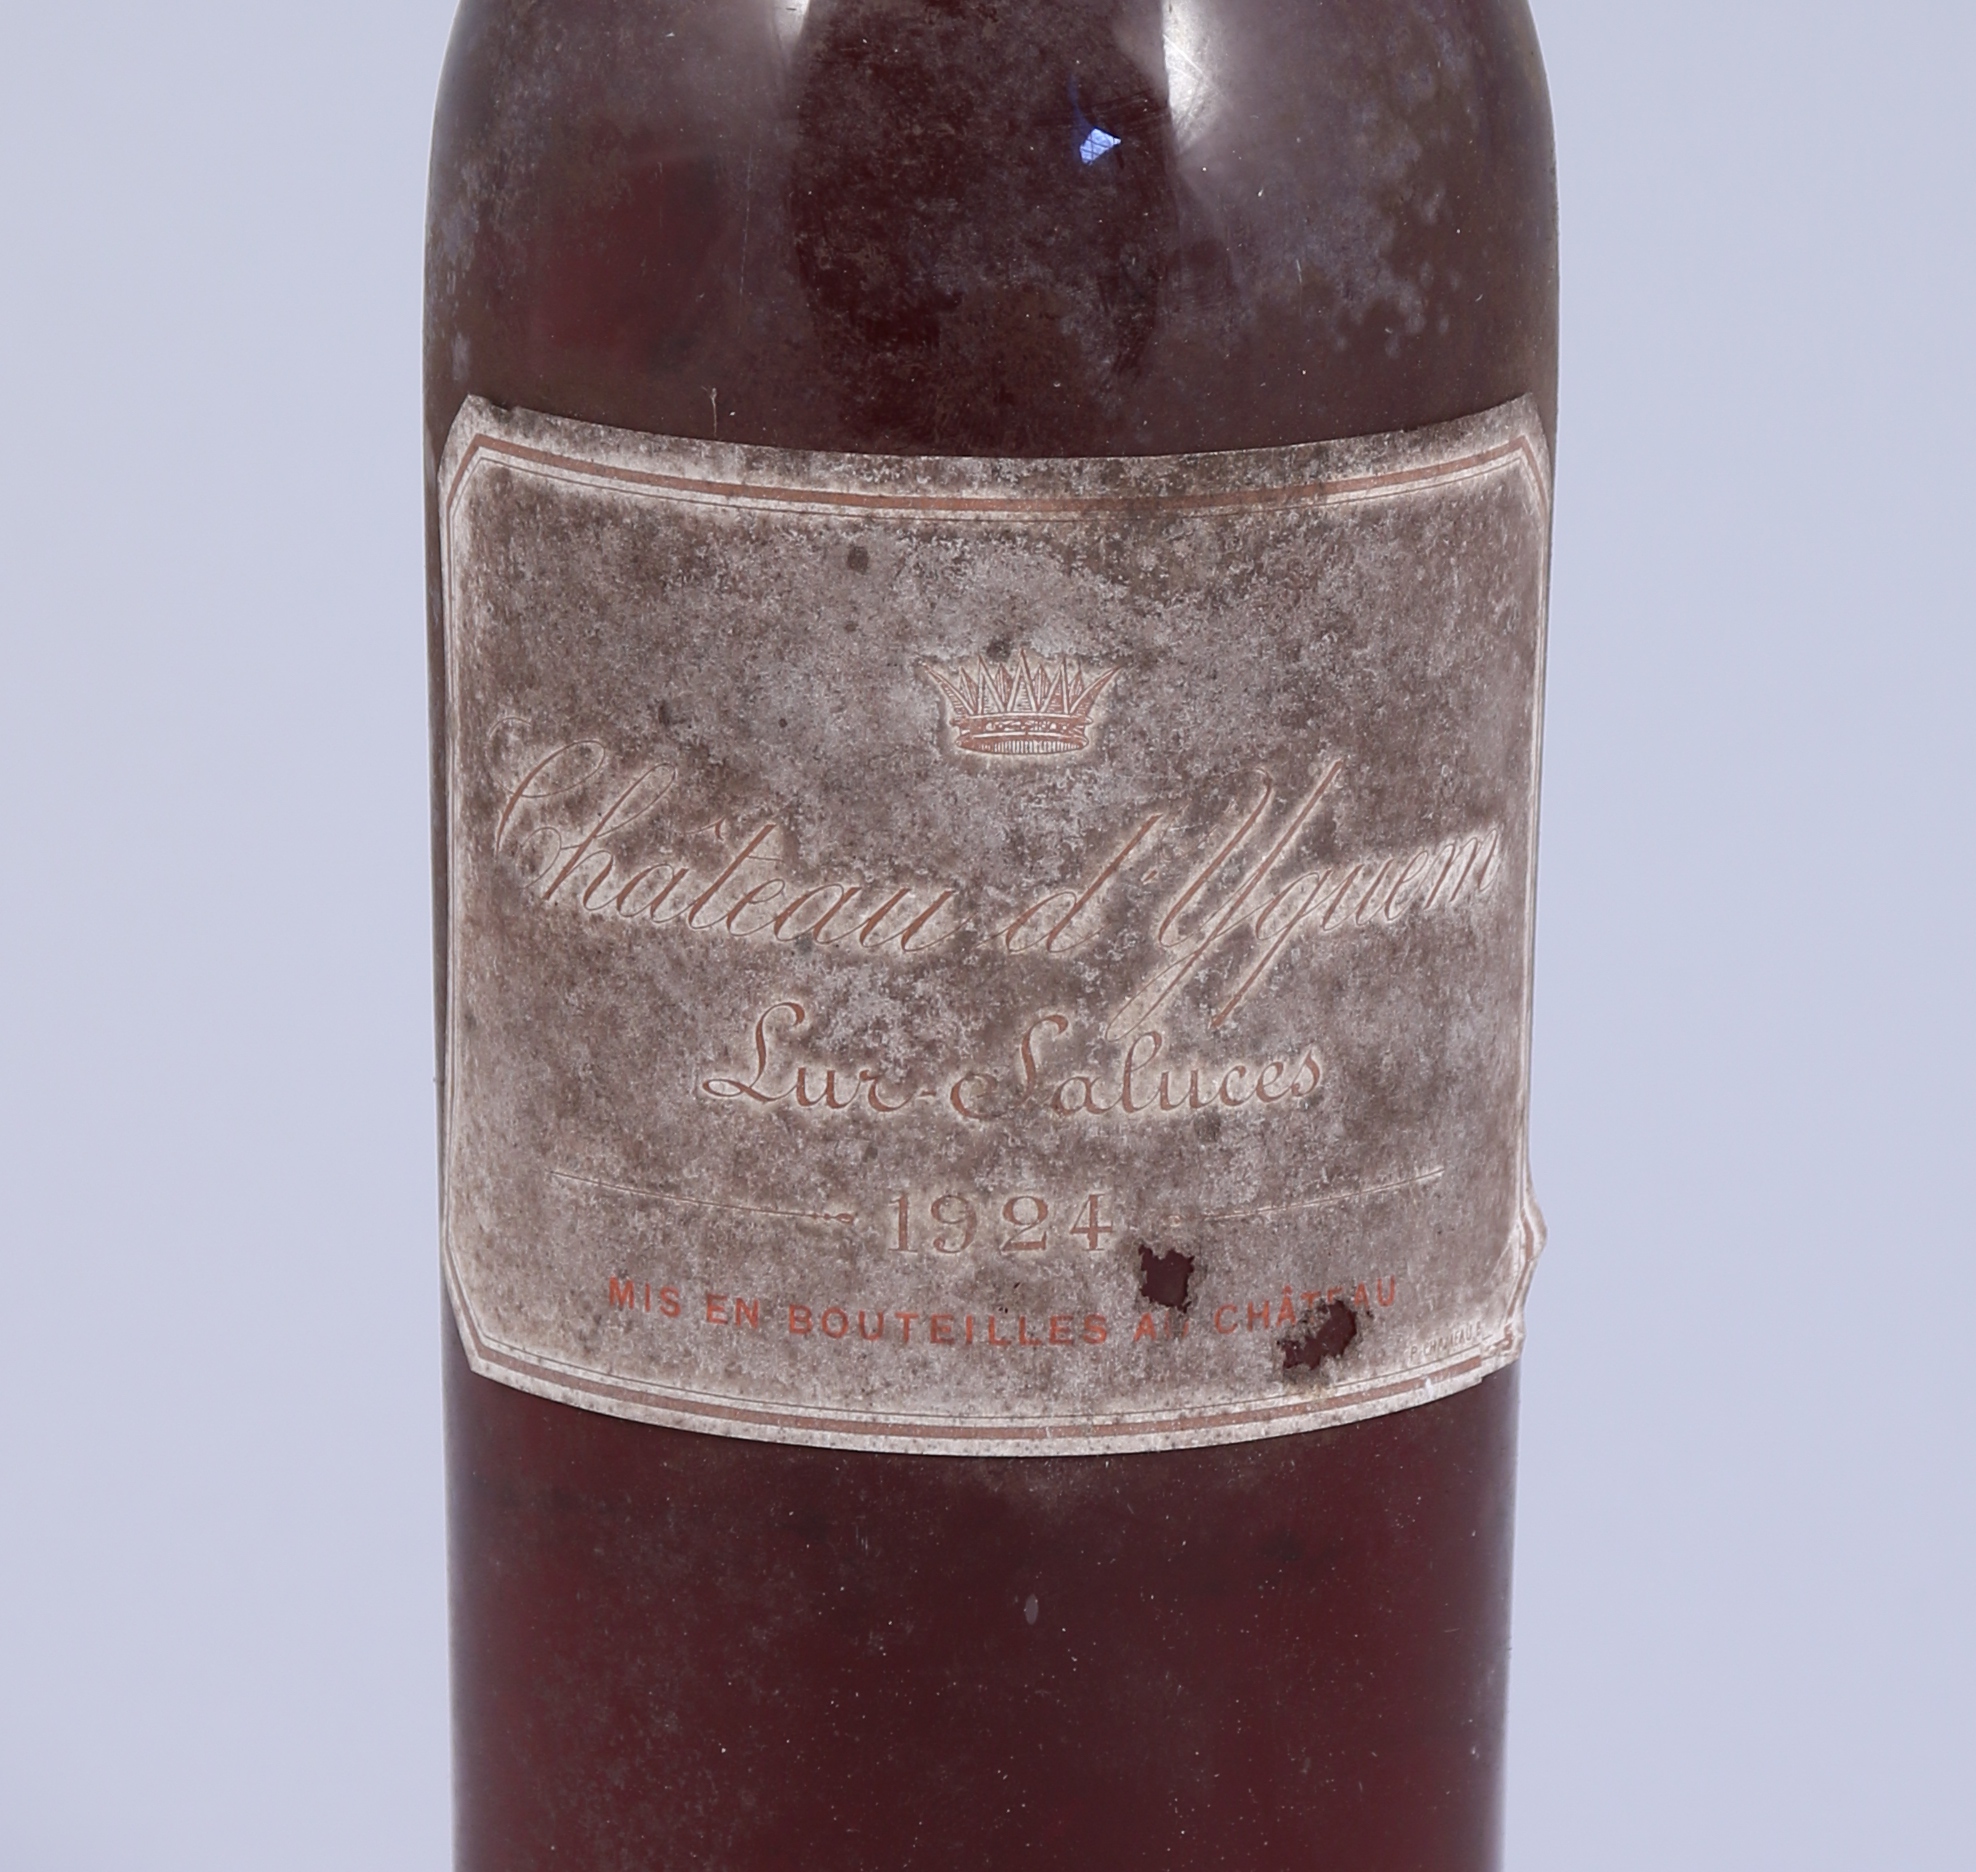 Château d'Yquem
Lur-Saluces
1924
MIS EN BOUTEILLES AU CHÂTEAU